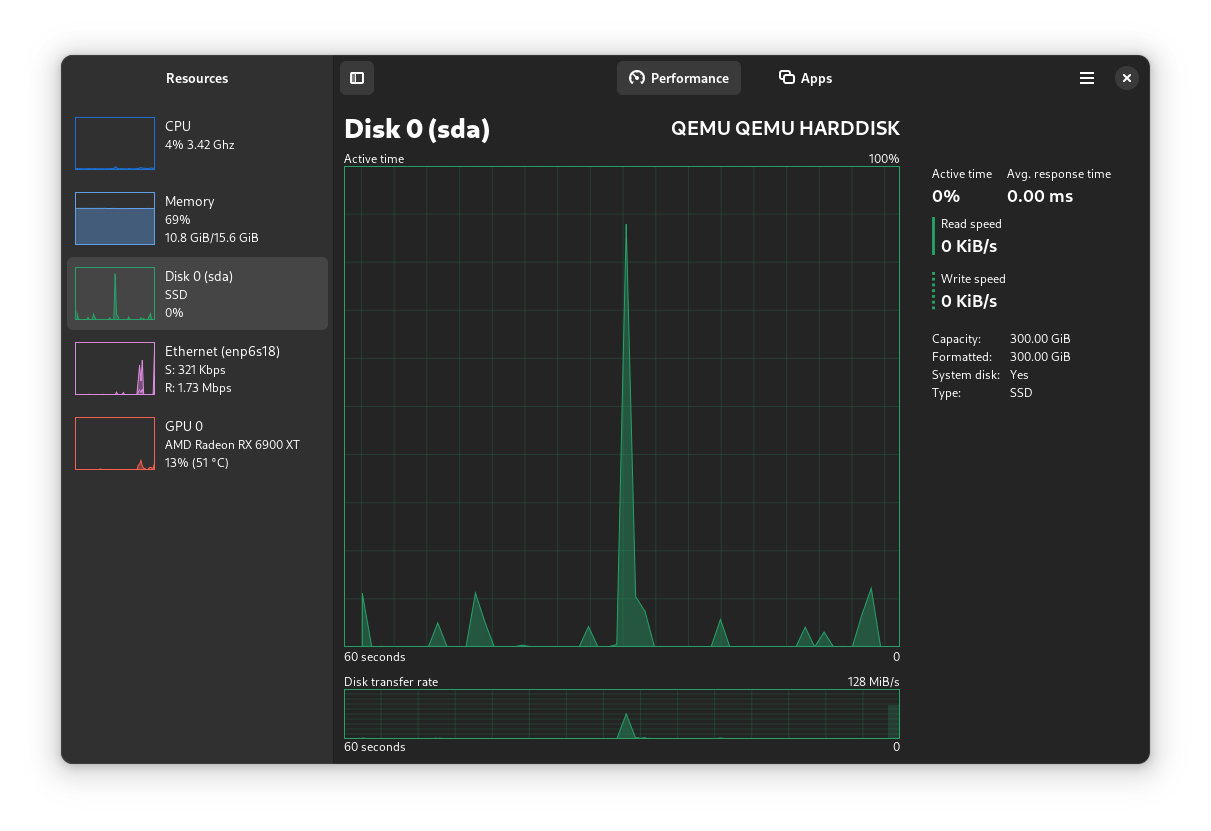 Resources
Performance
Apps
CPU
4% 3.42 Ghz
Memory
69%
10.8 GiB/15.6 GiB
Disk 0 (sda)
SSD
0%
Ethernet (enp6s18)
S: 321 Kbps
R: 1.73 Mbps
GPU 0
AMD Radeon RX 6900 XT
13% (51 °C)
Disk 0 (sda)
QEMU QEMU HARDDISK
Active time
100%
60 seconds
0
Disk transfer rate
128 MiB/s
60 seconds
0
Active time
Avg. response time
0%
0.00 ms
Read speed
0 KiB/s
Write speed
0 KiB/s
Capacity: 300.00 GiB
Formatted: 300.00 GiB
System disk: Yes
Type: SSD